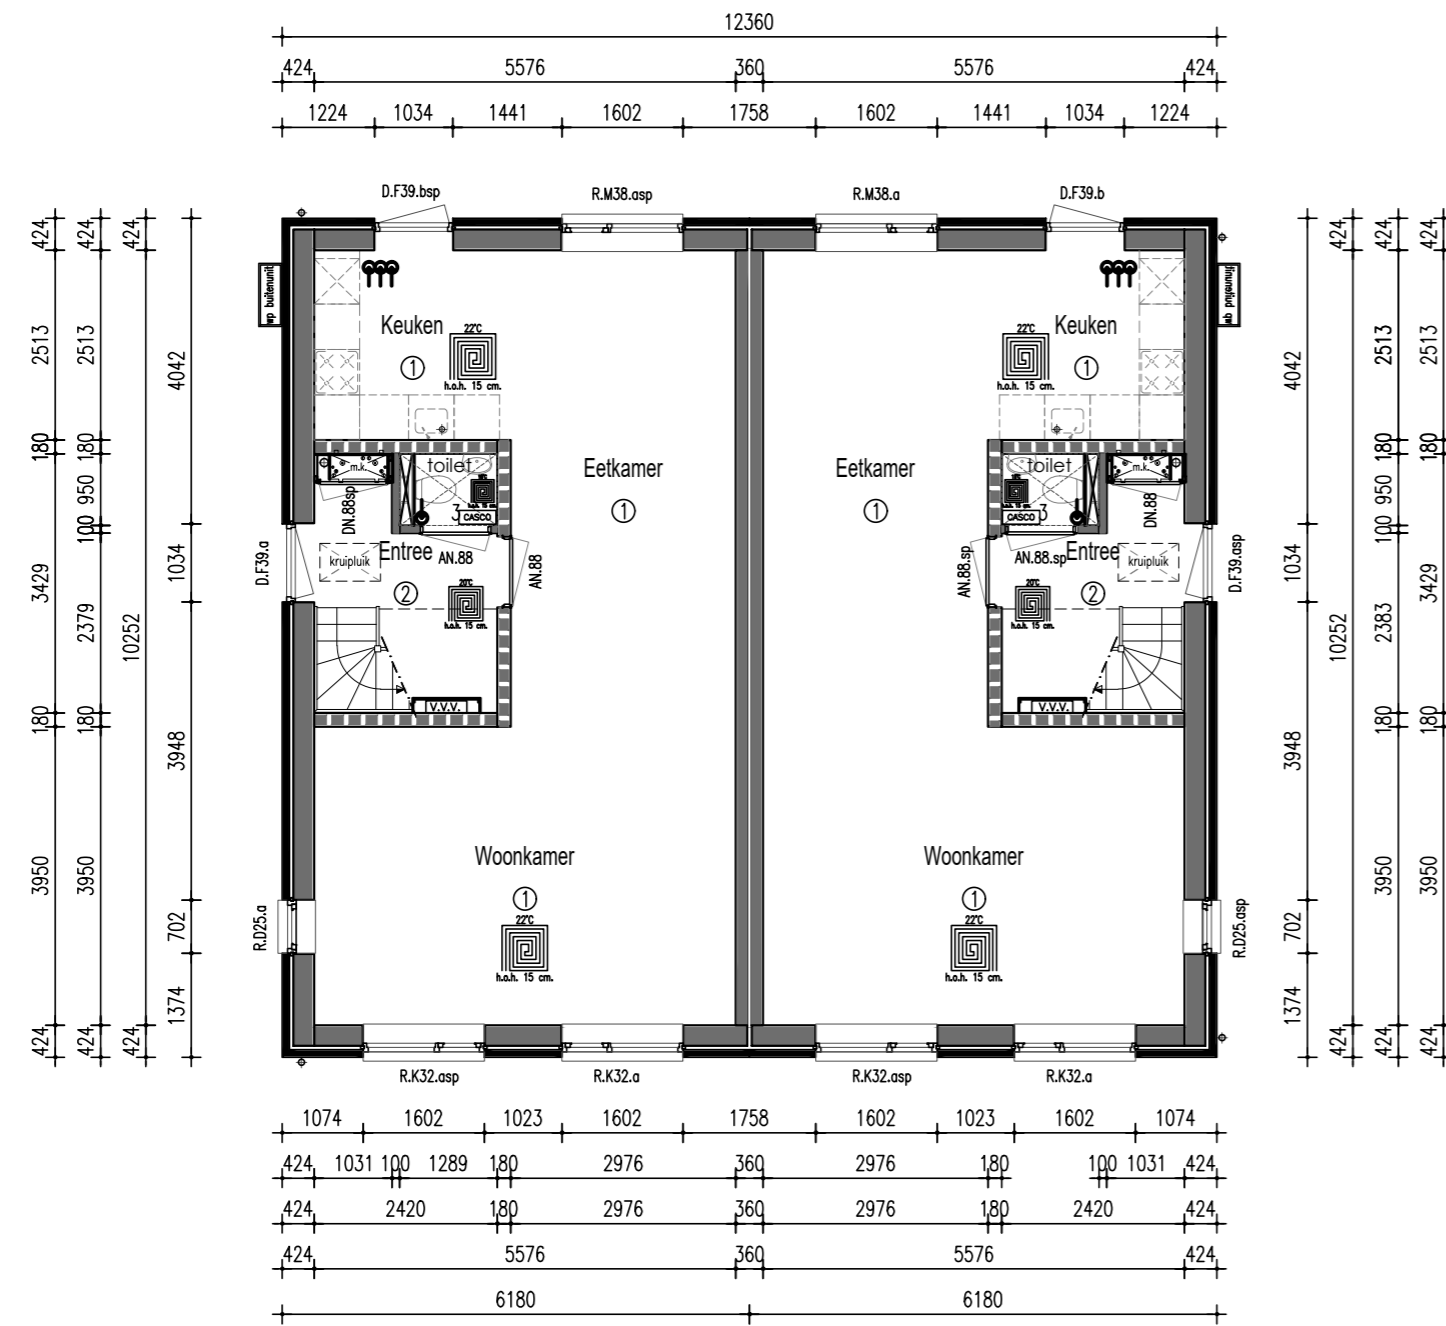 12360
424 5576 360 5576 424
1224 1034 1441 1602 1758 1602 1441 1034 1224
D.F39.bsp R.M38.asp R.M38.a D.F39.b
424 424 424 424 424 424
wp buitenunit wp buitenunit
2513 2513 4042 4042 2513 2513
Keuken 22°C 22°C Keuken
1 1
h.o.h. 15 cm. h.o.h. 15 cm.
180 180 180 180
m.k. toilet Eetkamer Eetkamer toilet m.k.
950 950
DN.88sp 3 CASCO 1 1 CASCO 3 DN.88
100 100
D.F39.a Entree AN.88 AN.88 AN.88.sp AN.88.sp Entree D.F39.asp
kruipluik kruipluik
3429 1034 1034 3429
2 20°C 20°C 2
h.o.h. 15 cm. h.o.h. 15 cm.
2379 10252 10252 2383
V.V.V. V.V.V.
180 180 180 180
3948 3948
Woonkamer Woonkamer
3950 3950 3950 3950
1 1
22°C 22°C
R.D25.a 702 702 R.D25.asp
h.o.h. 15 cm. h.o.h. 15 cm.
1374 1374
424 424 424 424 424 424
R.K32.asp R.K32.a R.K32.asp R.K32.a
1074 1602 1023 1602 1758 1602 1023 1602 1074
424 1031 100 1289 180 2976 360 2976 180 100 1031 424
424 2420 180 2976 360 2976 180 2420 424
424 5576 360 5576 424
6180 6180